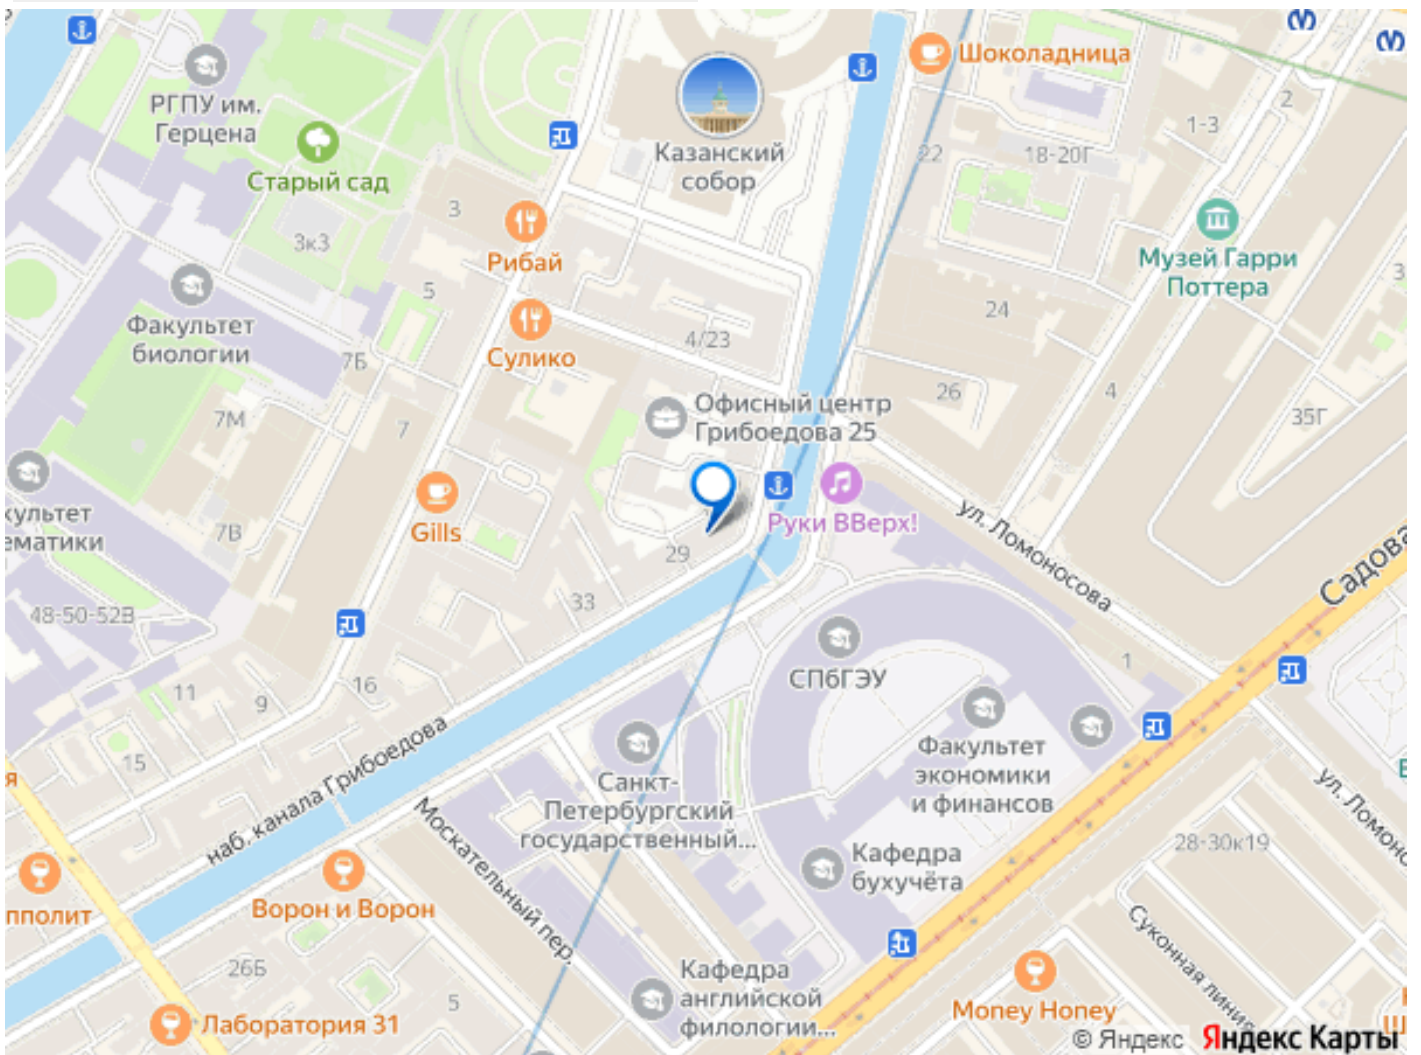 Шоколадница
РГПУ им.
Герцена
2
1-3
Казанский
собор
22
18-20Г
Старый сад
3
3к3
Рибай
Музей Гарри
Поттера
3
5
24
Факультет
биологии
4/23
7Б
Сулико
26
4
Офисный центр
Грибоедова 25
7М
7
35Г
культет
ематики
Gills
7В
Руки ВВерх!
ул. Ломоносова
29
Садова
33
48-50-52В
СПбГЭУ
1
11
9
16
Факультет
экономики
и финансов
15
я
наб. канала Грибоедова
Санкт-
Петербургский
государственный...
ул. Ломоно
28-30к19
Москательный пер.
Кафедра
бухучёта
пполит
Ворон и Ворон
Суконная линия
26Б
5
Кафедра
английской
филологии...
Money Honey
Лаборатория 31
© Яндекс Яндекс Карты